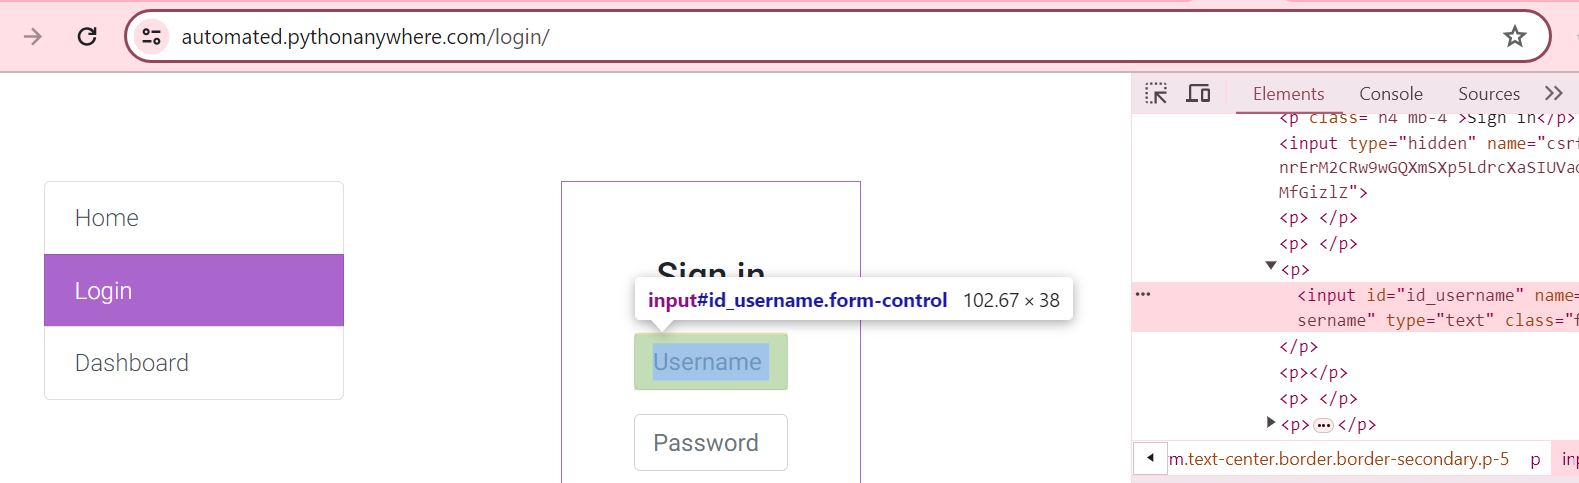 automated.pythonanywhere.com/login/
Elements
Console
Sources
Home
Login
Dashboard
Sign in
input#id_username.form-control 102.67 × 38
Username
Password
<p class="h4 mb-4">Sign in</p>
<input type="hidden" name="csr
nrErM2CRw9wGQXmSXp5LdrcXaSIUVa
MfGizlZ">
<p> </p>
<p> </p>
<p>
<input id="id_username" name=
sername" type="text" class="f
</p>
<p></p>
<p> </p>
<p>…</p>
m.text-center.border.border-secondary.p-5 p in